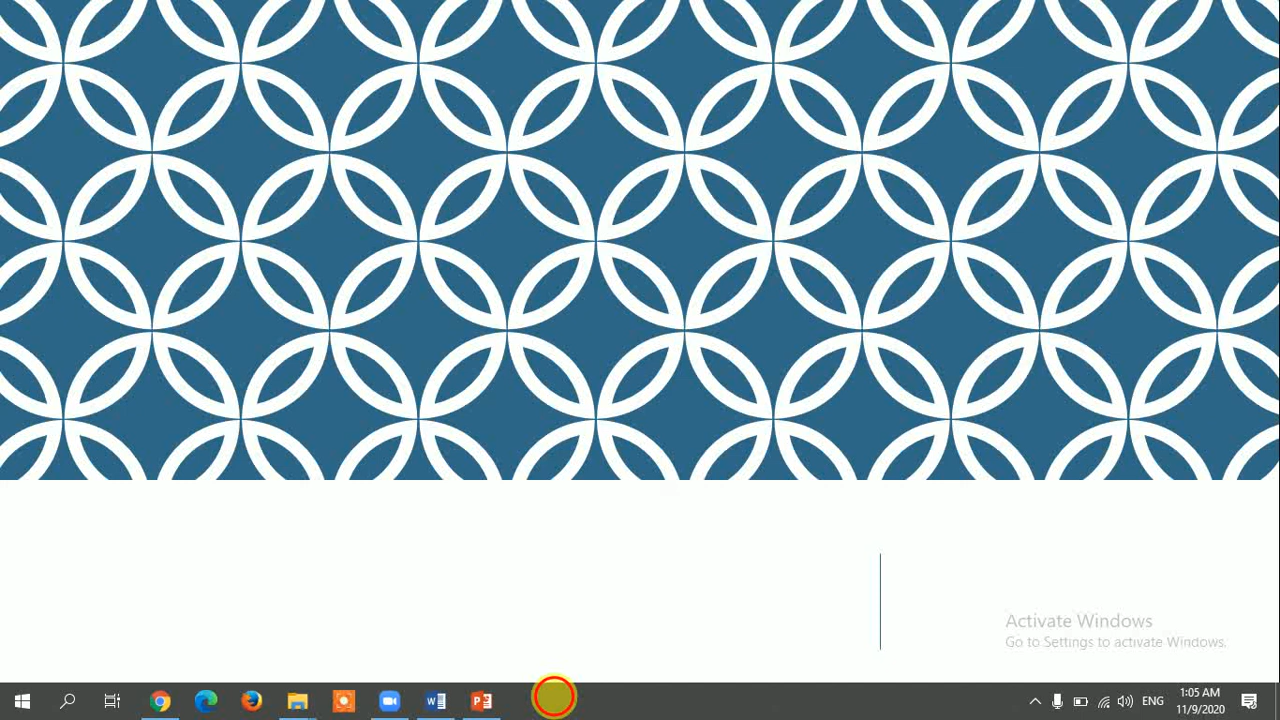 Activate Windows
Go to Settings to activate Windows.
ENG
1:05 AM
11/9/2020